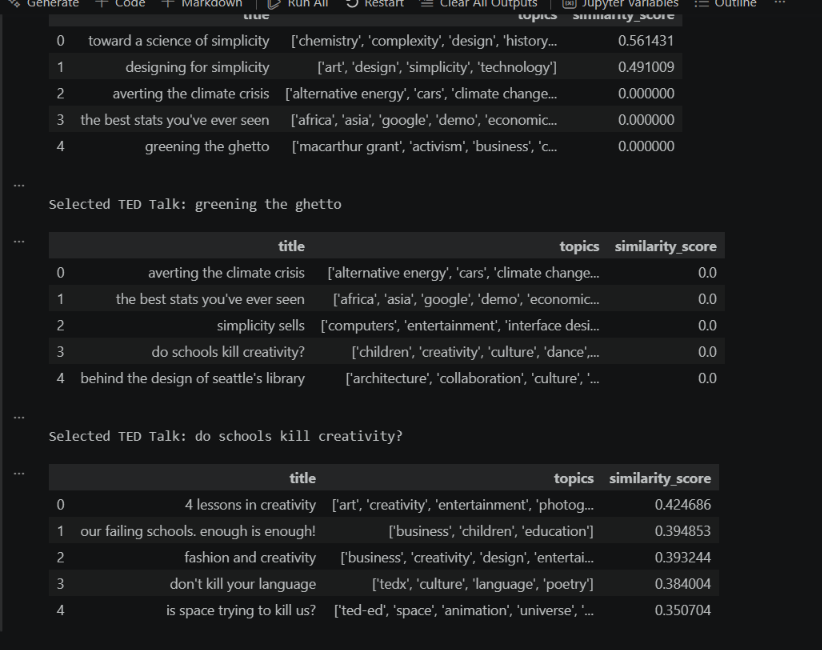 Generate + Code + Markdown Run All Restart Clear All Outputs Jupyter Variables Outline ...
title topics similarity_score
0 toward a science of simplicity ['chemistry', 'complexity', 'design', 'history... 0.561431
1 designing for simplicity ['art', 'design', 'simplicity', 'technology'] 0.491009
2 averting the climate crisis ['alternative energy', 'cars', 'climate change... 0.000000
3 the best stats you've ever seen ['africa', 'asia', 'google', 'demo', 'economic... 0.000000
4 greening the ghetto ['macarthur grant', 'activism', 'business', 'c... 0.000000
...
Selected TED Talk: greening the ghetto
...
title topics similarity_score
0 averting the climate crisis ['alternative energy', 'cars', 'climate change... 0.0
1 the best stats you've ever seen ['africa', 'asia', 'google', 'demo', 'economic... 0.0
2 simplicity sells ['computers', 'entertainment', 'interface desi... 0.0
3 do schools kill creativity? ['children', 'creativity', 'culture', 'dance',... 0.0
4 behind the design of seattle's library ['architecture', 'collaboration', 'culture', '... 0.0
...
Selected TED Talk: do schools kill creativity?
...
title topics similarity_score
0 4 lessons in creativity ['art', 'creativity', 'entertainment', 'photog... 0.424686
1 our failing schools. enough is enough! ['business', 'children', 'education'] 0.394853
2 fashion and creativity ['business', 'creativity', 'design', 'entertai... 0.393244
3 don't kill your language ['tedx', 'culture', 'language', 'poetry'] 0.384004
4 is space trying to kill us? ['ted-ed', 'space', 'animation', 'universe', '... 0.350704